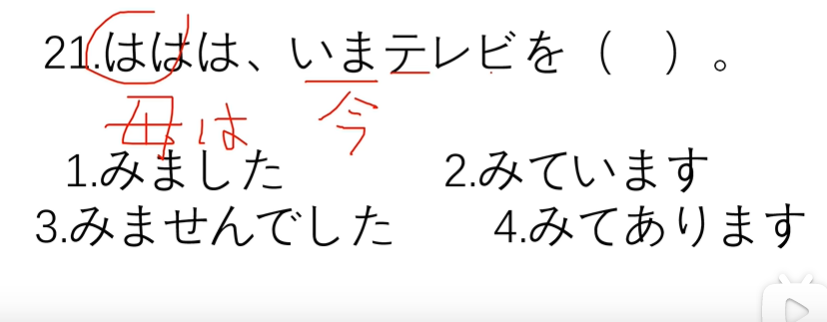 21.ははは、いまテレビを（　）。
母は 今
1.みました 2.みています
3.みませんでした 4.みてあります